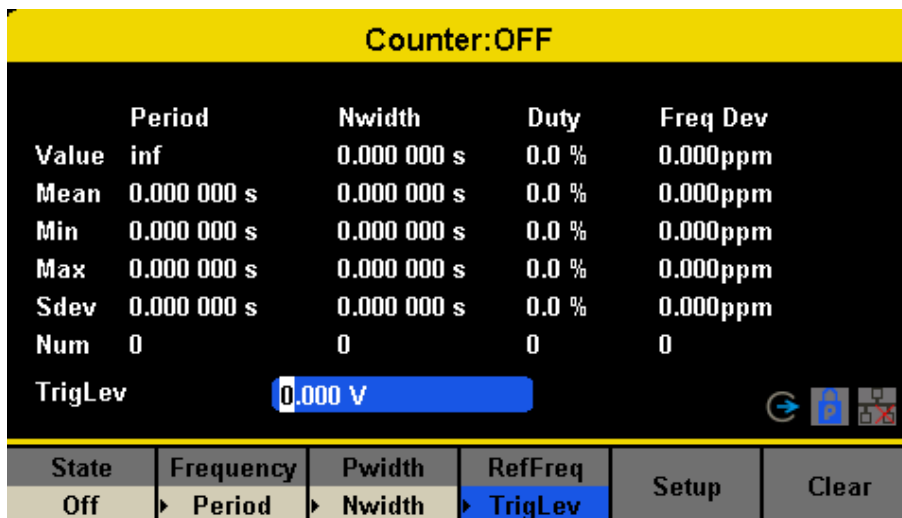 Counter:OFF
Period Nwidth Duty Freq Dev
Value inf 0.000 000 s 0.0 % 0.000ppm
Mean 0.000 000 s 0.000 000 s 0.0 % 0.000ppm
Min 0.000 000 s 0.000 000 s 0.0 % 0.000ppm
Max 0.000 000 s 0.000 000 s 0.0 % 0.000ppm
Sdev 0.000 000 s 0.000 000 s 0.0 % 0.000ppm
Num 0 0 0 0
TrigLev 0.000 V
P
State Frequency Pwidth RefFreq Setup Clear
Off Period Nwidth TrigLev